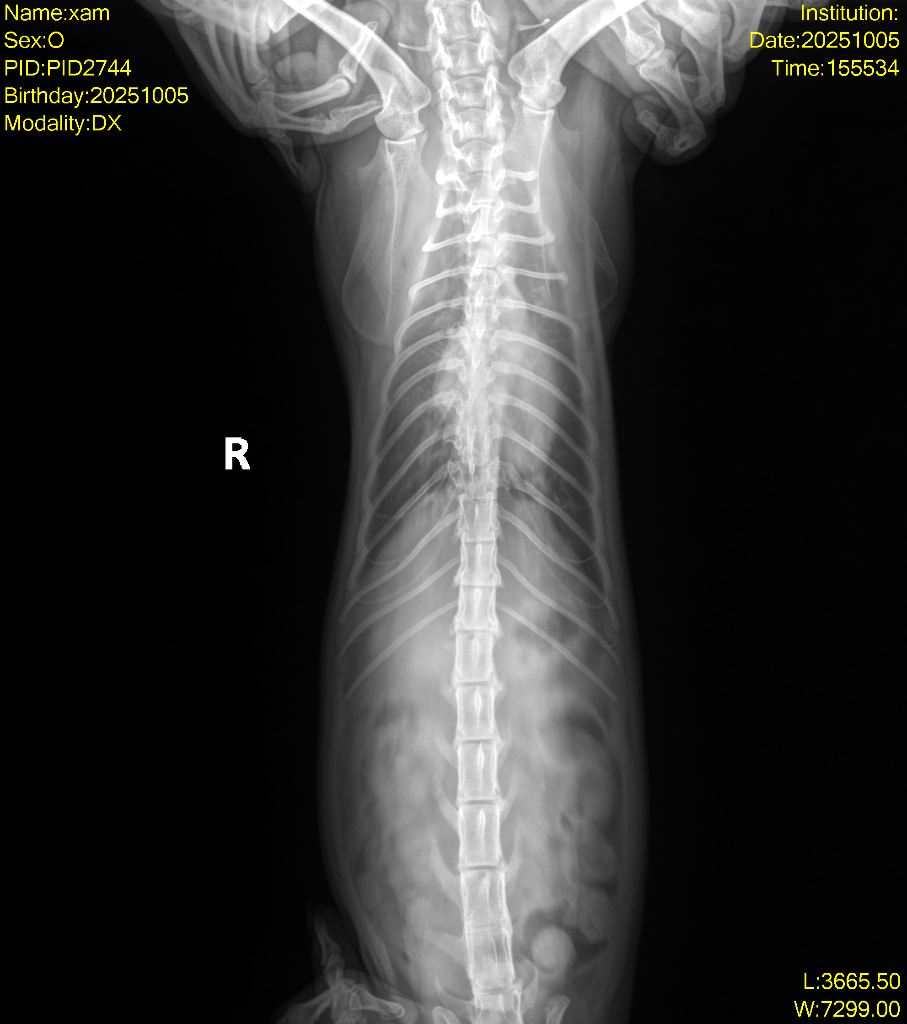 Name:xam
Sex:O
PID:PID2744
Birthday:20251005
Modality:DX
Institution:
Date:20251005
Time:155534
R
L:3665.50
W:7299.00